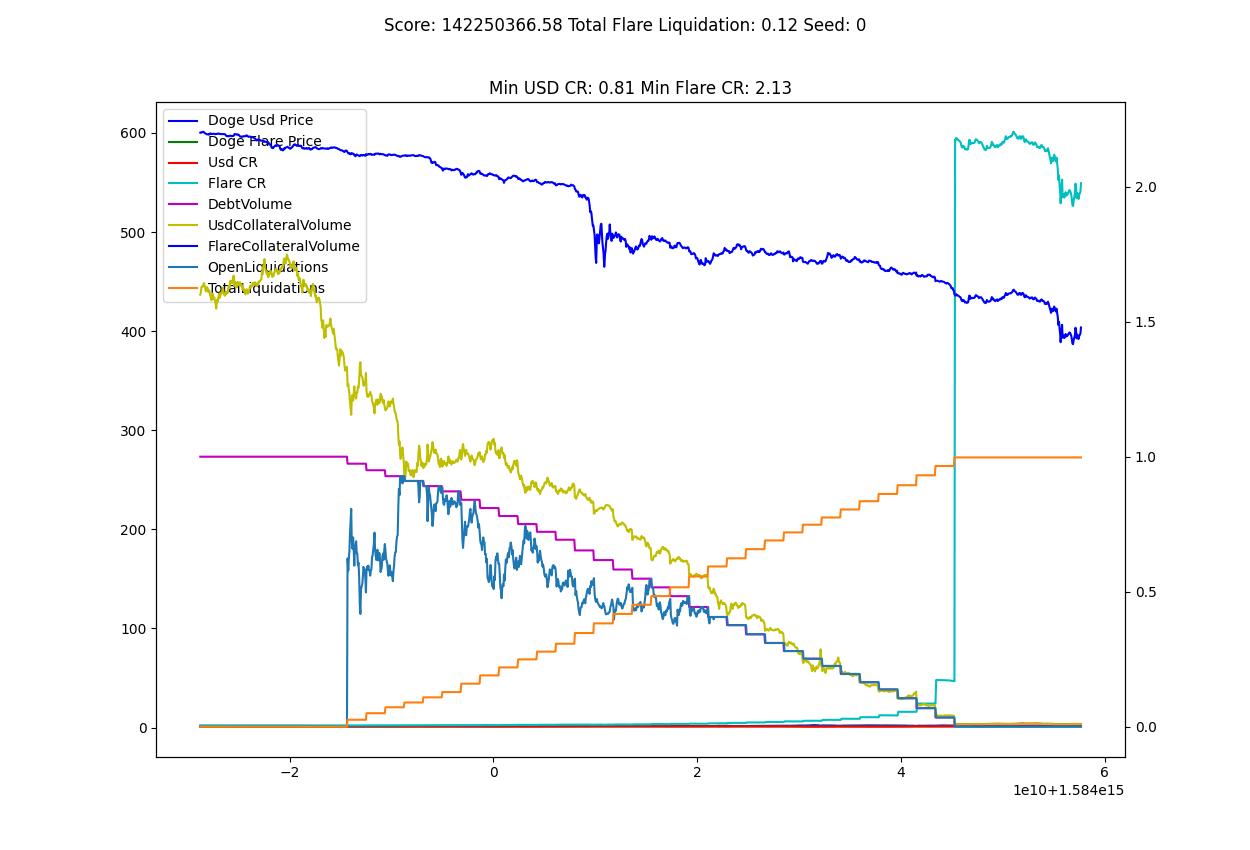 Score: 142250366.58 Total Flare Liquidation: 0.12 Seed: 0
Min USD CR: 0.81 Min Flare CR: 2.13
Doge Usd Price
Doge Flare Price
Usd CR
Flare CR
DebtVolume
UsdCollateralVolume
FlareCollateralVolume
OpenLiquidations
TotalLiquidations
600
500
400
300
200
100
0
2.0
1.5
1.0
0.5
0.0
−2
0
2
4
6
1e10+1.584e15